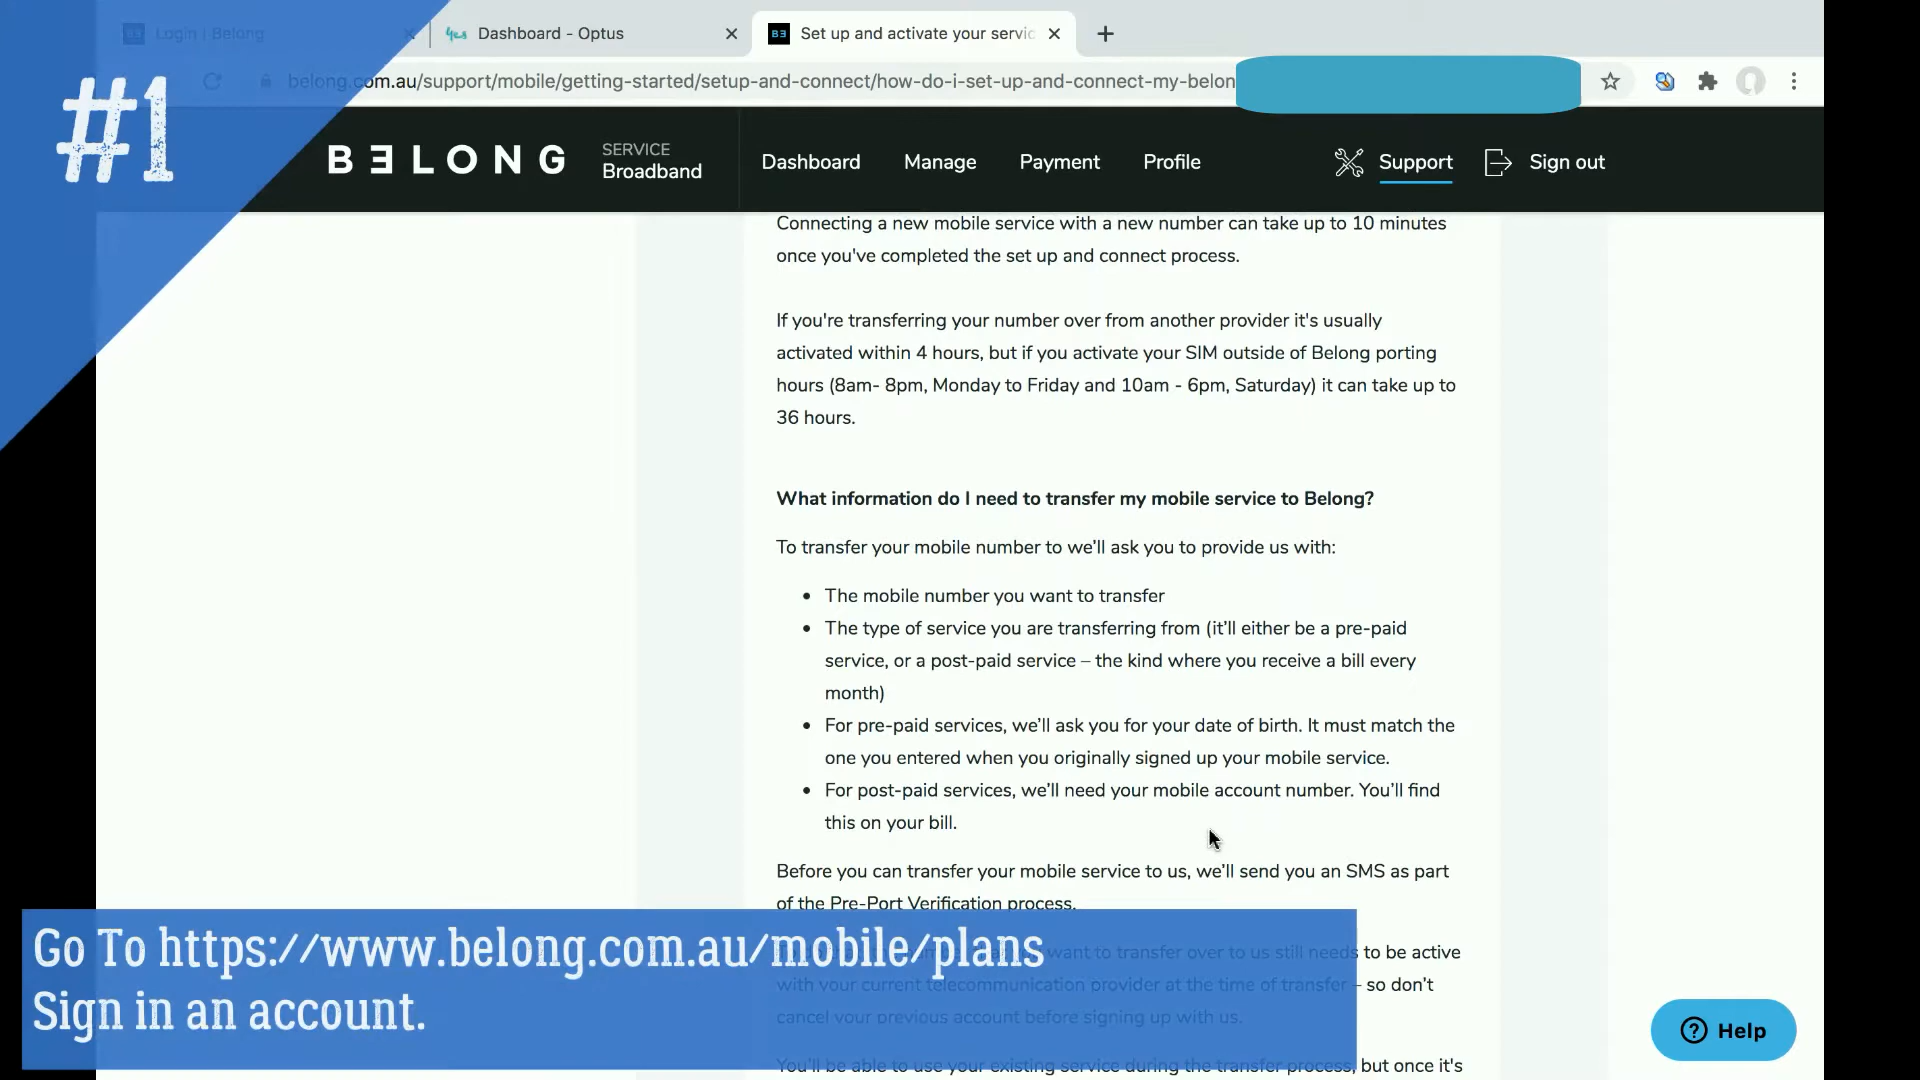 #1
Login | Belong
yes Dashboard - Optus
B3 Set up and activate your servic
belong.com.au/support/mobile/getting-started/setup-and-connect/how-do-i-set-up-and-connect-my-belon
BƎLONG
SERVICE
Broadband
Dashboard Manage Payment Profile Support Sign out
Connecting a new mobile service with a new number can take up to 10 minutes
once you've completed the set up and connect process.
If you're transferring your number over from another provider it's usually
activated within 4 hours, but if you activate your SIM outside of Belong porting
hours (8am- 8pm, Monday to Friday and 10am - 6pm, Saturday) it can take up to
36 hours.
What information do I need to transfer my mobile service to Belong?
To transfer your mobile number to we'll ask you to provide us with:
• The mobile number you want to transfer
• The type of service you are transferring from (it'll either be a pre-paid
service, or a post-paid service – the kind where you receive a bill every
month)
• For pre-paid services, we'll ask you for your date of birth. It must match the
one you entered when you originally signed up your mobile service.
• For post-paid services, we'll need your mobile account number. You'll find
this on your bill.
Before you can transfer your mobile service to us, we'll send you an SMS as part
of the Pre-Port Verification process.
want to transfer over to us still needs to be active
with your current telecommunication provider at the time of transfer – so don't
cancel your previous account before signing up with us.
You'll be able to use your existing service during the transfer process, but once it's
Go To https://www.belong.com.au/mobile/plans
Sign in an account.
Help